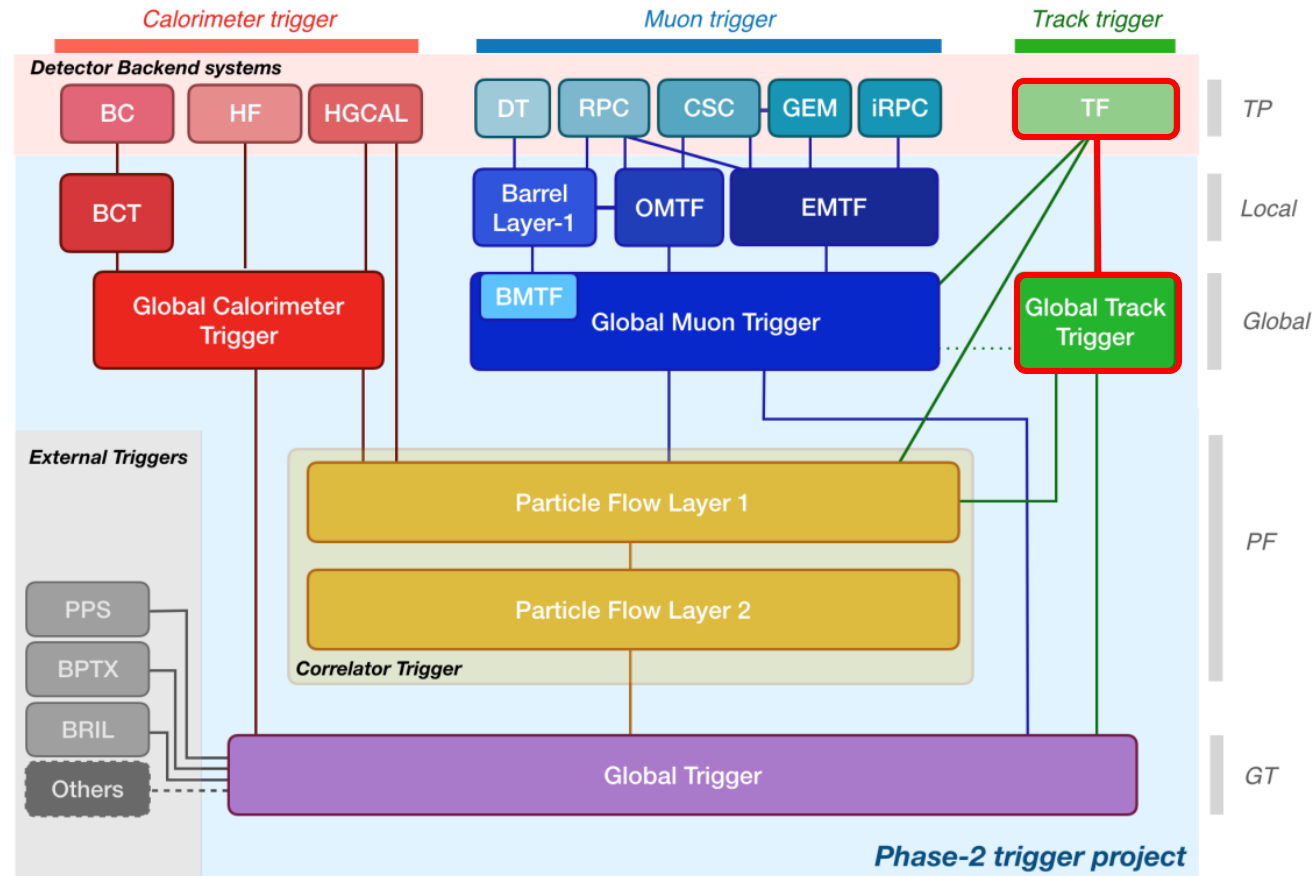 Calorimeter trigger
Muon trigger
Track trigger
Detector Backend systems
BC
HF
HGCAL
DT
RPC
CSC
GEM
iRPC
TF
TP
BCT
Barrel
Layer-1
OMTF
EMTF
Local
Global Calorimeter
Trigger
BMTF
Global Muon Trigger
Global Track
Trigger
Global
External Triggers
Particle Flow Layer 1
PF
Particle Flow Layer 2
Correlator Trigger
PPS
BPTX
BRIL
Others
Global Trigger
GT
Phase-2 trigger project